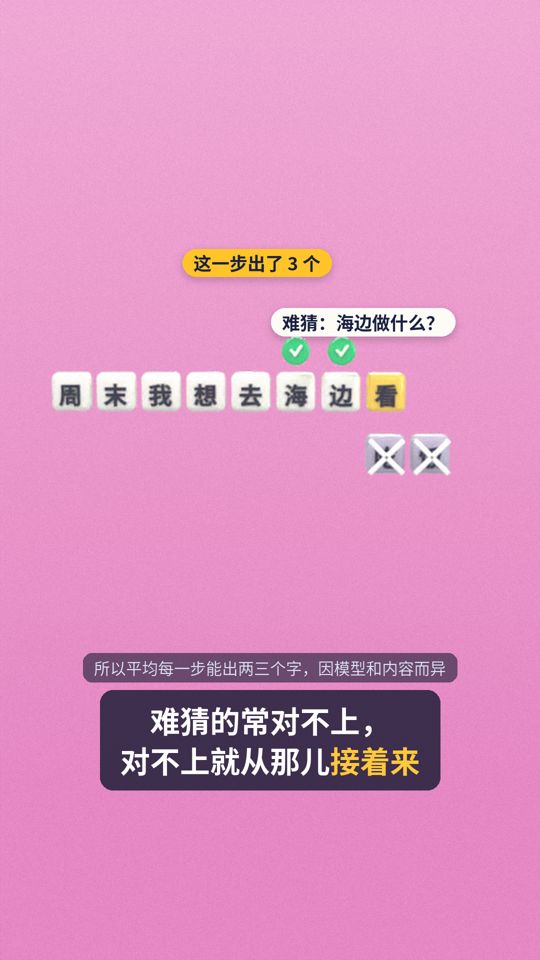 这一步出了 3 个
难猜：海边做什么？
周末我想去海边看
所以平均每一步能出两三个字，因模型和内容而异
难猜的常对不上，
对不上就从那儿接着来